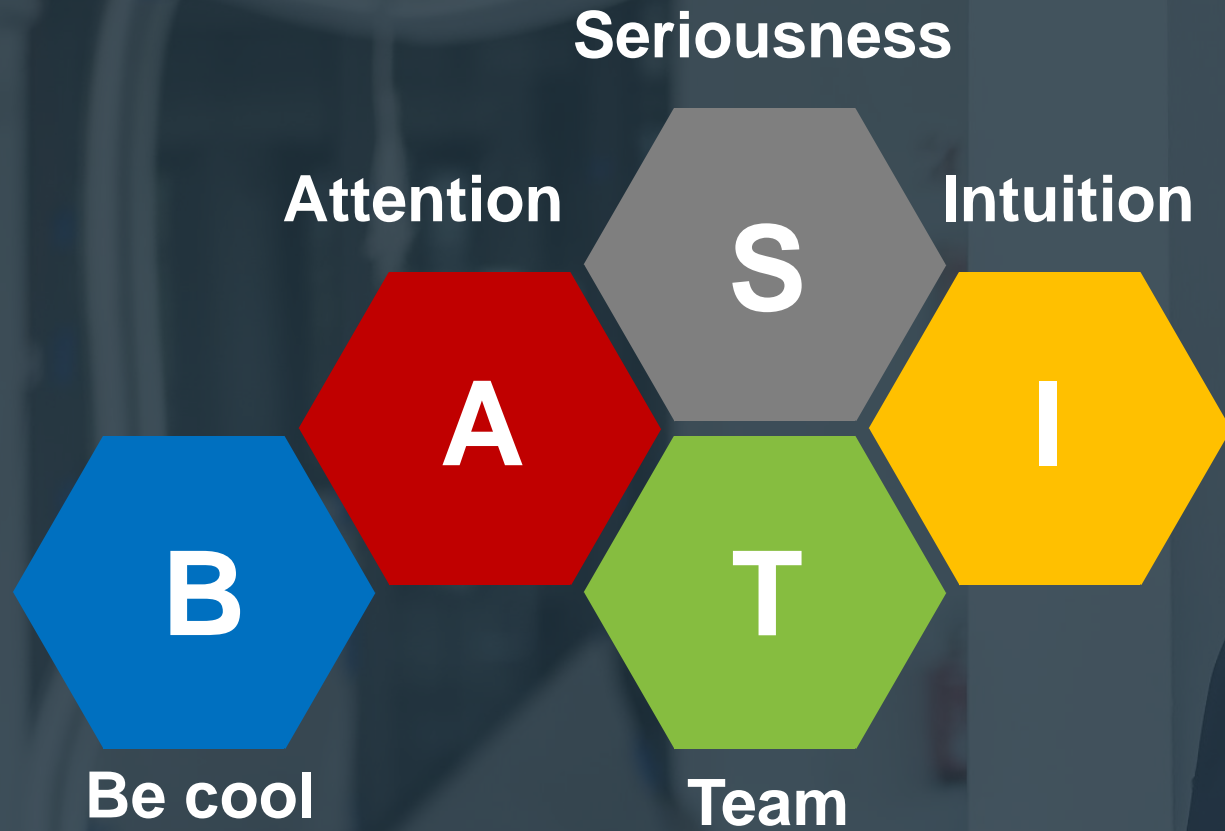 Seriousness
Attention
Intuition
S
A
I
B
T
Be cool
Team